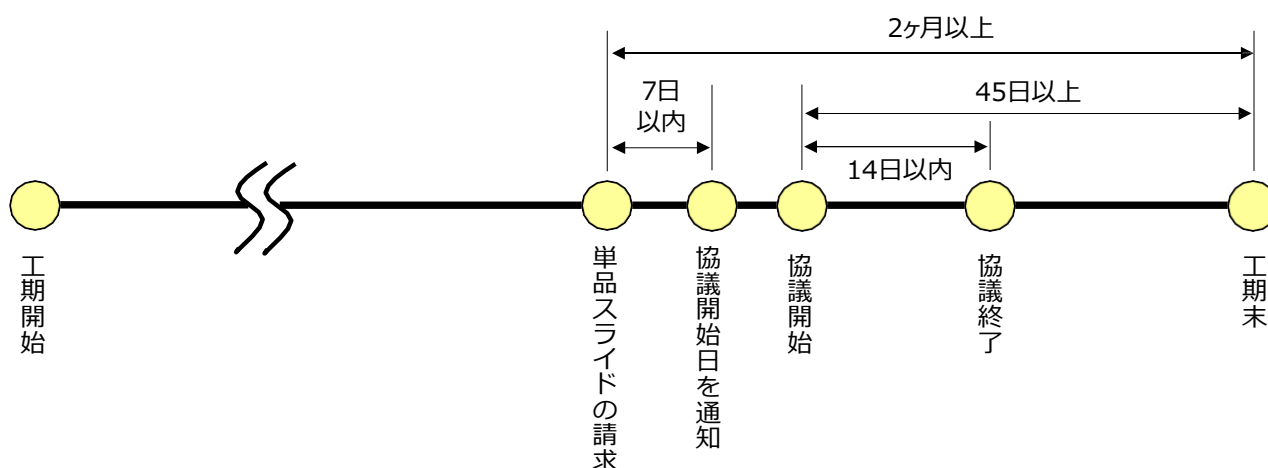 2ヶ月以上
7日
以内
45日以上
14日以内
工期開始
単品スライドの請求
協議開始日を通知
協議開始
協議終了
工期末